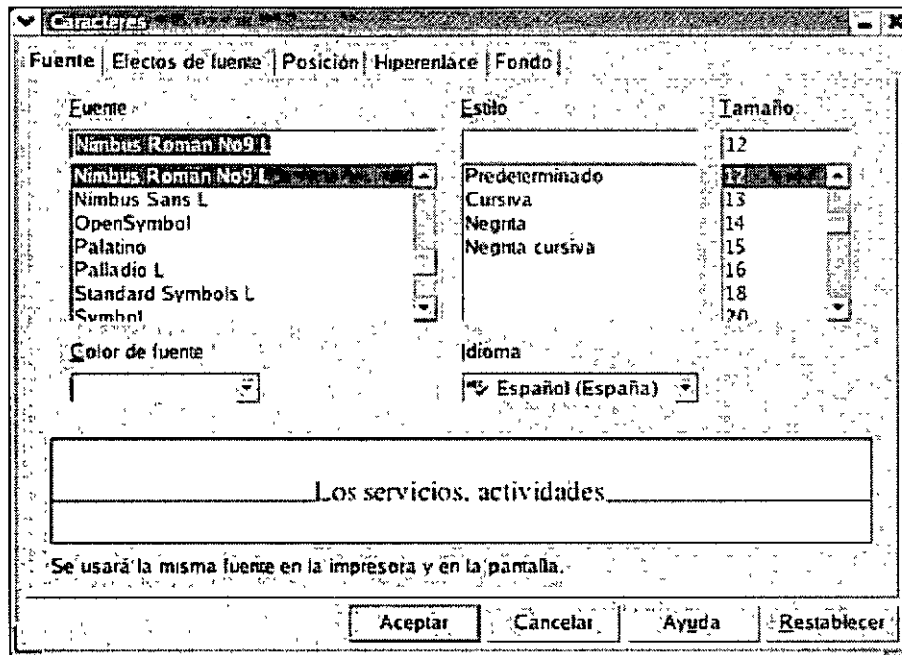 Caracteres
Fuente Efectos de fuente Posición Hiperenlace Fondo
Fuente Estilo Tamaño
Nimbus Roman No9 L 12
Nimbus Roman No9 L Predeterminado 12
Nimbus Sans L Cursiva 13
OpenSymbol Negrita 14
Palatino Negrita cursiva 15
Palladio L 16
Standard Symbols L 18
Symbol 20
Color de fuente Idioma
Español (España)
Los servicios, actividades
Se usará la misma fuente en la impresora y en la pantalla.
Aceptar Cancelar Ayuda Restablecer